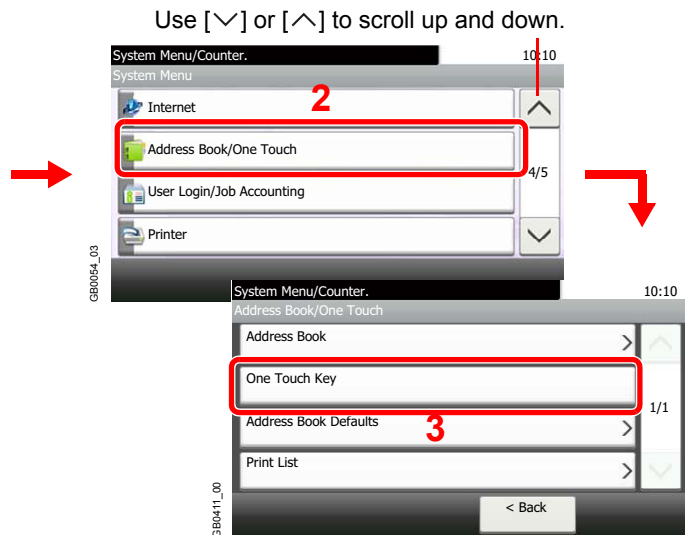 Use [∨] or [∧] to scroll up and down.
System Menu/Counter. 10:10
System Menu
Internet
2
Address Book/One Touch
4/5
User Login/Job Accounting
Printer
GB0054_03
System Menu/Counter. 10:10
Address Book/One Touch
Address Book >
One Touch Key
1/1
Address Book Defaults >
3
Print List >
GB0411_00
< Back